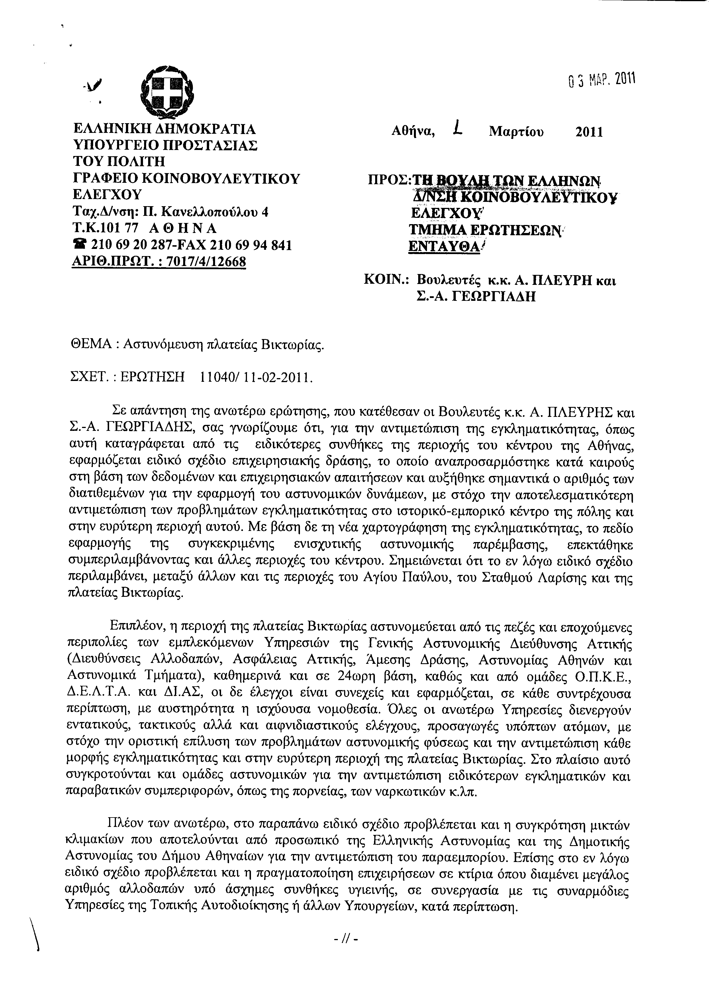 0 3 ΜΑΡ. 2011
ΕΛΛΗΝΙΚΗ ΔΗΜΟΚΡΑΤΙΑ
ΥΠΟΥΡΓΕΙΟ ΠΡΟΣΤΑΣΙΑΣ
ΤΟΥ ΠΟΛΙΤΗ
ΓΡΑΦΕΙΟ ΚΟΙΝΟΒΟΥΛΕΥΤΙΚΟΥ
ΕΛΕΓΧΟΥ
Ταχ.Δ/νση: Π. Κανελλοπούλου 4
Τ.Κ.101 77 Α Θ Η Ν Α
☎ 210 69 20 287-FAX 210 69 94 841
ΑΡΙΘ.ΠΡΩΤ. : 7017/4/12668
Αθήνα, Μαρτίου 2011
ΠΡΟΣ:ΤΗ ΒΟΥΛΗ ΤΩΝ ΕΛΛΗΝΩΝ
Δ/ΝΣΗ ΚΟΙΝΟΒΟΥΛΕΥΤΙΚΟΥ
ΕΛΕΓΧΟΥ
ΤΜΗΜΑ ΕΡΩΤΗΣΕΩΝ
ΕΝΤΑΥΘΑ
ΚΟΙΝ.: Βουλευτές κ.κ. Α. ΠΛΕΥΡΗ και
Σ.-Α. ΓΕΩΡΓΙΑΔΗ
ΘΕΜΑ : Αστυνόμευση πλατείας Βικτωρίας.
ΣΧΕΤ. : ΕΡΩΤΗΣΗ 11040/ 11-02-2011.
Σε απάντηση της ανωτέρω ερώτησης, που κατέθεσαν οι Βουλευτές κ.κ. Α. ΠΛΕΥΡΗΣ και
Σ.-Α. ΓΕΩΡΓΙΑΔΗΣ, σας γνωρίζουμε ότι, για την αντιμετώπιση της εγκληματικότητας, όπως
αυτή καταγράφεται από τις ειδικότερες συνθήκες της περιοχής του κέντρου της Αθήνας,
εφαρμόζεται ειδικό σχέδιο επιχειρησιακής δράσης, το οποίο αναπροσαρμόστηκε κατά καιρούς
στη βάση των δεδομένων και επιχειρησιακών απαιτήσεων και αυξήθηκε σημαντικά ο αριθμός των
διατιθεμένων για την εφαρμογή του αστυνομικών δυνάμεων, με στόχο την αποτελεσματικότερη
αντιμετώπιση των προβλημάτων εγκληματικότητας στο ιστορικό-εμπορικό κέντρο της πόλης και
στην ευρύτερη περιοχή αυτού. Με βάση δε τη νέα χαρτογράφηση της εγκληματικότητας, το πεδίο
εφαρμογής της συγκεκριμένης ενισχυτικής αστυνομικής παρέμβασης, επεκτάθηκε
συμπεριλαμβάνοντας και άλλες περιοχές του κέντρου. Σημειώνεται ότι το εν λόγω ειδικό σχέδιο
περιλαμβάνει, μεταξύ άλλων και τις περιοχές του Αγίου Παύλου, του Σταθμού Λαρίσης και της
πλατείας Βικτωρίας.
Επιπλέον, η περιοχή της πλατείας Βικτωρίας αστυνομεύεται από τις πεζές και εποχούμενες
περιπολίες των εμπλεκόμενων Υπηρεσιών της Γενικής Αστυνομικής Διεύθυνσης Αττικής
(Διευθύνσεις Αλλοδαπών, Ασφάλειας Αττικής, Άμεσης Δράσης, Αστυνομίας Αθηνών και
Αστυνομικά Τμήματα), καθημερινά και σε 24ωρη βάση, καθώς και από ομάδες Ο.Π.Κ.Ε.,
Δ.Ε.Λ.Τ.Α. και ΔΙ.ΑΣ, οι δε έλεγχοι είναι συνεχείς και εφαρμόζεται, σε κάθε συντρέχουσα
περίπτωση, με αυστηρότητα η ισχύουσα νομοθεσία. Όλες οι ανωτέρω Υπηρεσίες διενεργούν
εντατικούς, τακτικούς αλλά και αιφνιδιαστικούς ελέγχους, προσαγωγές υπόπτων ατόμων, με
στόχο την οριστική επίλυση των προβλημάτων αστυνομικής φύσεως και την αντιμετώπιση κάθε
μορφής εγκληματικότητας και στην ευρύτερη περιοχή της πλατείας Βικτωρίας. Στο πλαίσιο αυτό
συγκροτούνται και ομάδες αστυνομικών για την αντιμετώπιση ειδικότερων εγκληματικών και
παραβατικών συμπεριφορών, όπως της πορνείας, των ναρκωτικών κ.λπ.
Πλέον των ανωτέρω, στο παραπάνω ειδικό σχέδιο προβλέπεται και η συγκρότηση μικτών
κλιμακίων που αποτελούνται από προσωπικό της Ελληνικής Αστυνομίας και της Δημοτικής
Αστυνομίας του Δήμου Αθηναίων για την αντιμετώπιση του παραεμπορίου. Επίσης στο εν λόγω
ειδικό σχέδιο προβλέπεται και η πραγματοποίηση επιχειρήσεων σε κτίρια όπου διαμένει μεγάλος
αριθμός αλλοδαπών υπό άσχημες συνθήκες υγιεινής, σε συνεργασία με τις συναρμόδιες
Υπηρεσίες της Τοπικής Αυτοδιοίκησης ή άλλων Υπουργείων, κατά περίπτωση.
- // -